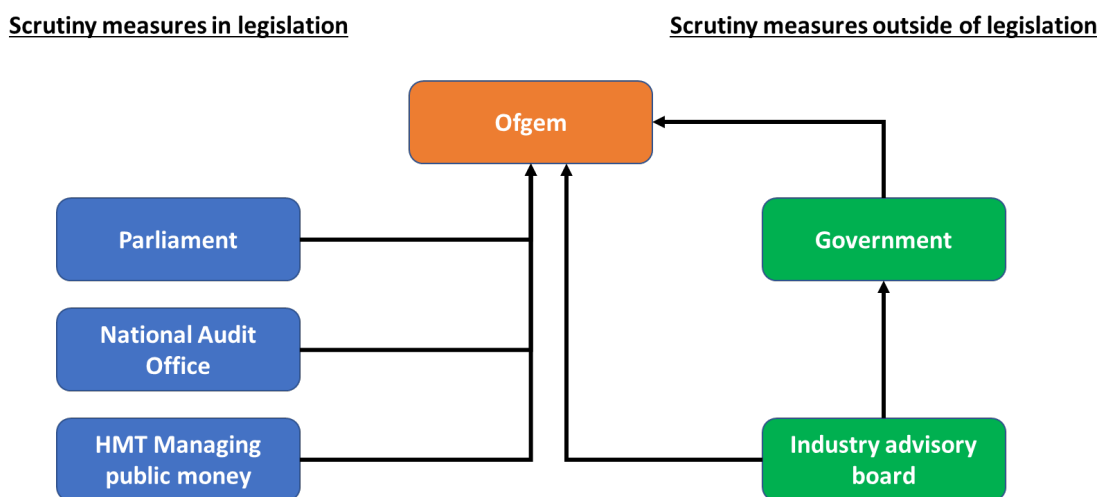 Scrutiny measures in legislation
Scrutiny measures outside of legislation
Ofgem
Parliament
Government
National Audit
Office
HMT Managing
public money
Industry advisory
board